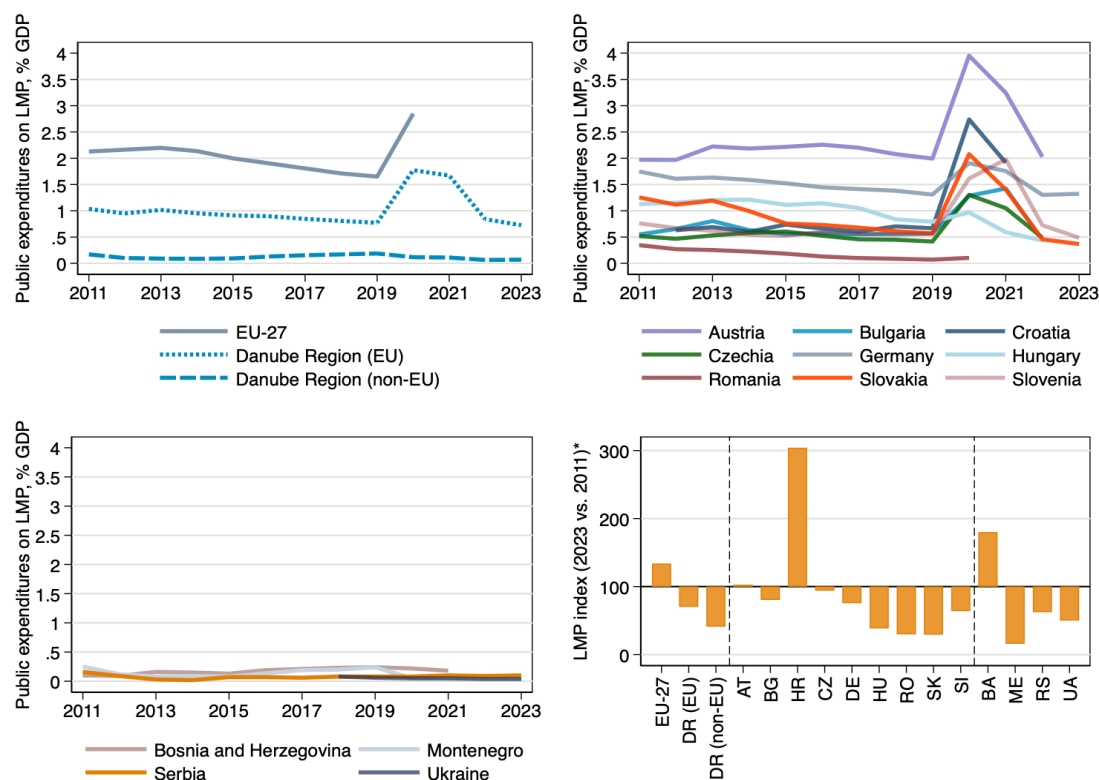 Public expenditures on LMP, % GDP
4
3.5
3
2.5
2
1.5
1
.5
0
2011 2013 2015 2017 2019 2021 2023
EU-27
Danube Region (EU)
Danube Region (non-EU)
Public expenditures on LMP, % GDP
4
3.5
3
2.5
2
1.5
1
.5
0
2011 2013 2015 2017 2019 2021 2023
Austria Bulgaria Croatia
Czechia Germany Hungary
Romania Slovakia Slovenia
Public expenditures on LMP, % GDP
4
3.5
3
2.5
2
1.5
1
.5
0
2011 2013 2015 2017 2019 2021 2023
Bosnia and Herzegovina Montenegro
Serbia Ukraine
LMP index (2023 vs. 2011)*
300
200
100
0
EU-27 DR (EU) DR (non-EU) AT BG HR CZ DE HU RO SK SI BA ME RS UA